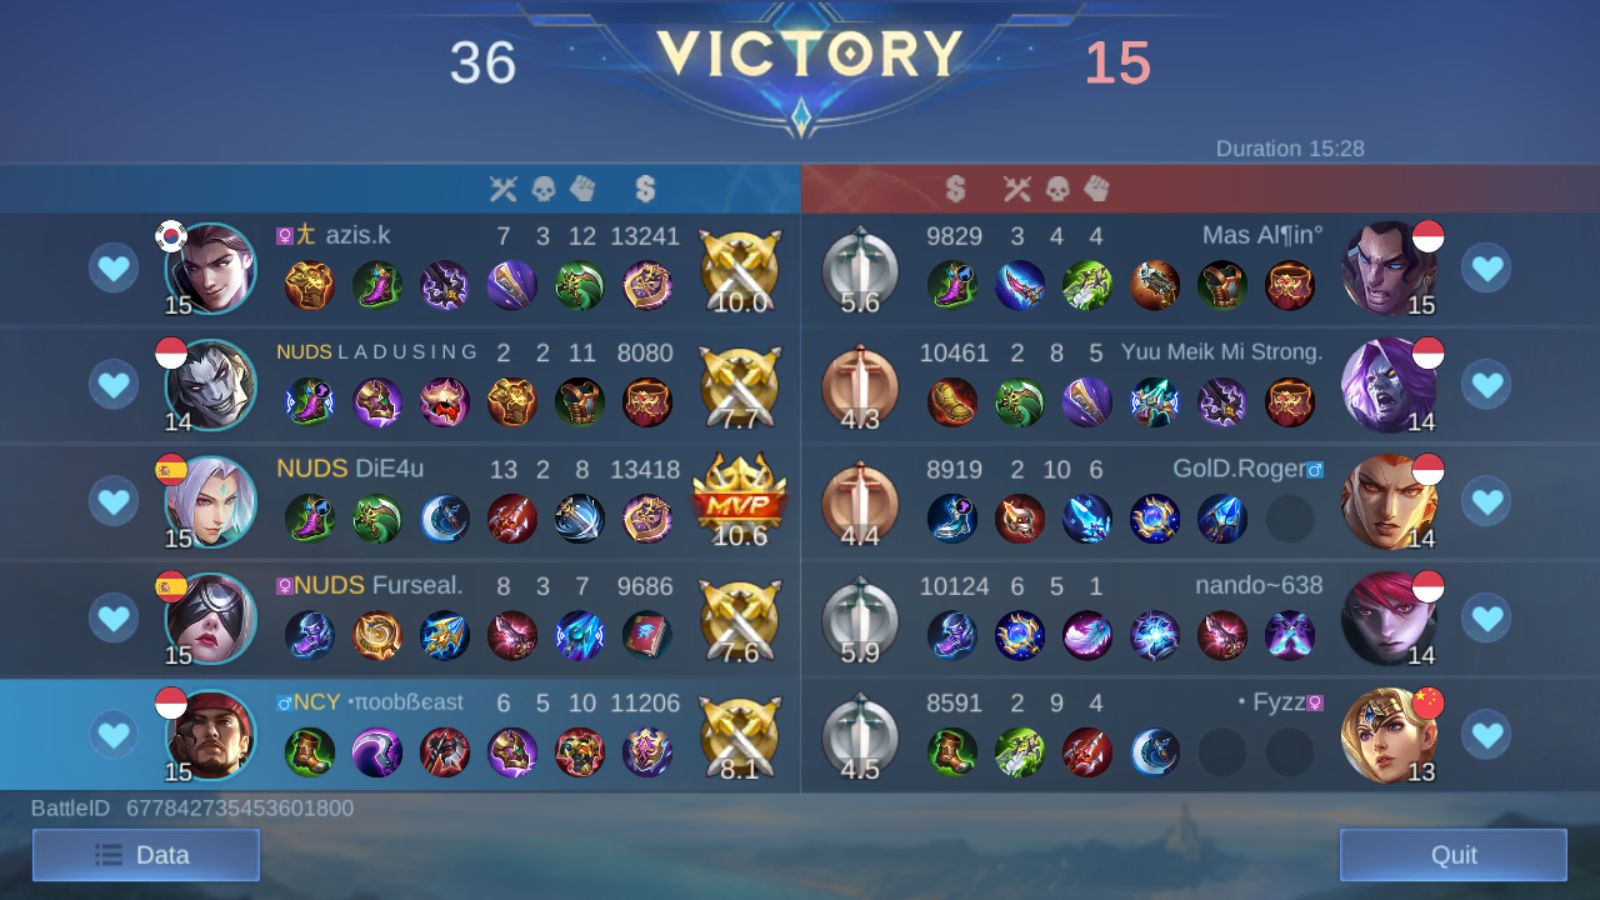 36 VICTORY 15
Duration 15:28
尢 azis.k 7 3 12 13241
15 10.0
9829 3 4 4 Mas Al¶in°
5.6 15
NUDS L A D U S I N G 2 2 11 8080
14 7.7
10461 2 8 5 Yuu Meik Mi Strong.
4.3 14
NUDS DiE4u 13 2 8 13418
15 MVP 10.6
8919 2 10 6 GolD.Roger
4.4 14
NUDS Furseal. 8 3 7 9686
15 7.6
10124 6 5 1 nando~638
5.9 14
NCY •πoobßєast 6 5 10 11206
15 8.1
8591 2 9 4 • Fyzz
4.5 13
BattleID 677842735453601800
Data
Quit